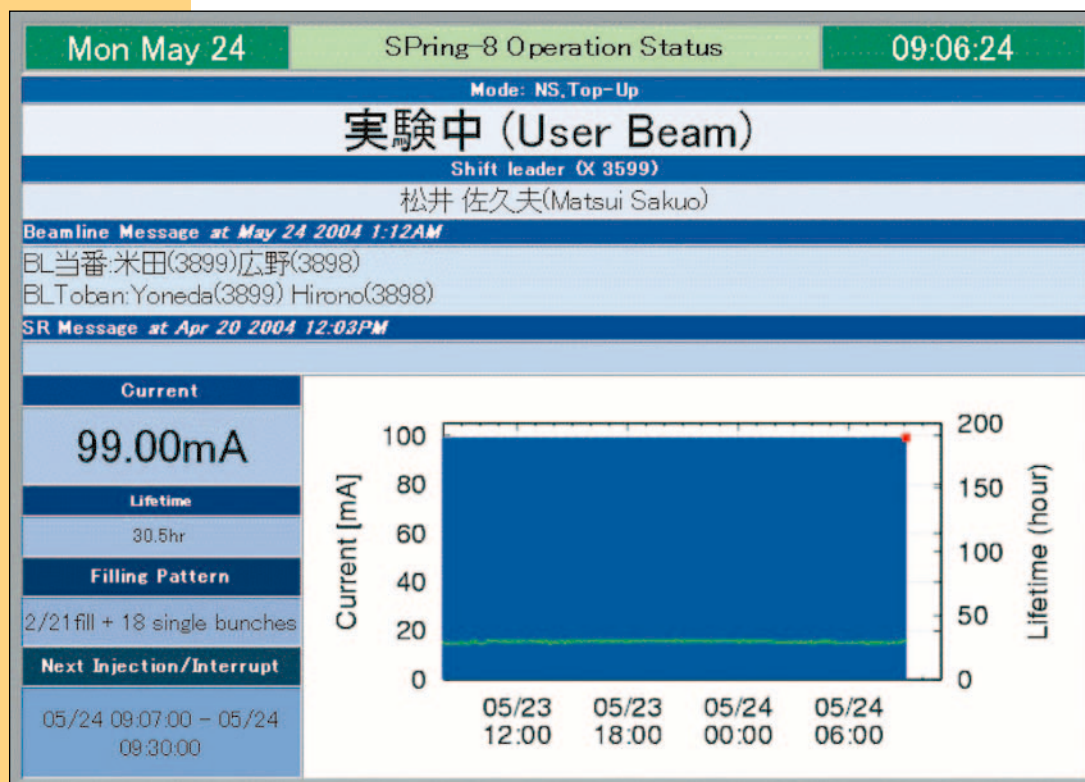 Mon May 24
SPring-8 Operation Status
09:06:24
Mode: NS,Top-Up
実験中 (User Beam)
Shift leader (X 3599)
松井 佐久夫(Matsui Sakuo)
Beamline Message at May 24 2004 1:12AM
BL当番:米田(3899)広野(3898)
BLToban:Yoneda(3899) Hirono(3898)
SR Message at Apr 20 2004 12:03PM
Current
99.00mA
Lifetime
30.5hr
Filling Pattern
2/21fill + 18 single bunches
Next Injection/Interrupt
05/24 09:07:00 - 05/24
09:30:00
Current [mA]
100
80
60
40
20
0
200
150
100
50
0
Lifetime (hour)
05/23 05/23 05/24 05/24
12:00 18:00 00:00 06:00